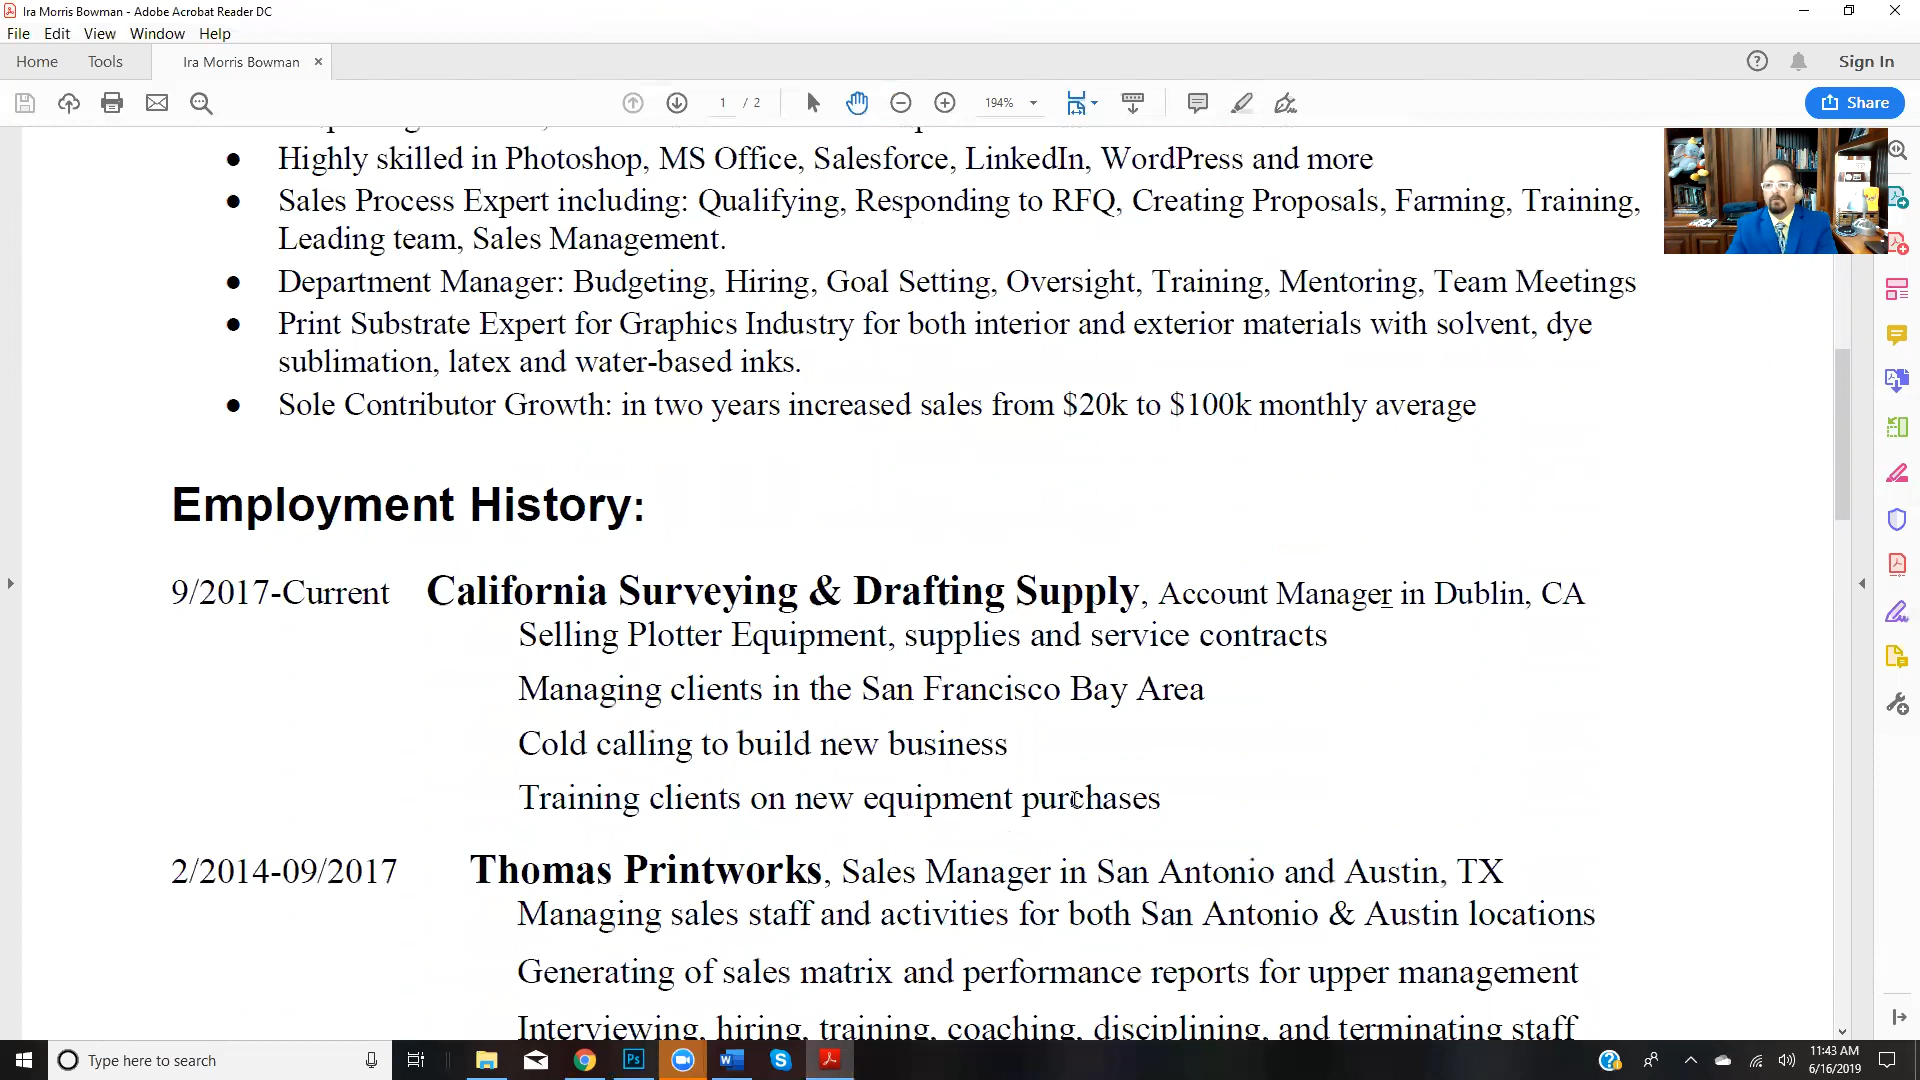 Ira Morris Bowman - Adobe Acrobat Reader DC
File Edit View Window Help
Home Tools Ira Morris Bowman × Sign In
1 / 2 194% Share
● Highly skilled in Photoshop, MS Office, Salesforce, LinkedIn, WordPress and more
● Sales Process Expert including: Qualifying, Responding to RFQ, Creating Proposals, Farming, Training,
Leading team, Sales Management.
● Department Manager: Budgeting, Hiring, Goal Setting, Oversight, Training, Mentoring, Team Meetings
● Print Substrate Expert for Graphics Industry for both interior and exterior materials with solvent, dye
sublimation, latex and water-based inks.
● Sole Contributor Growth: in two years increased sales from $20k to $100k monthly average
Employment History:
9/2017-Current California Surveying & Drafting Supply, Account Manager in Dublin, CA
Selling Plotter Equipment, supplies and service contracts
Managing clients in the San Francisco Bay Area
Cold calling to build new business
Training clients on new equipment purchases
2/2014-09/2017 Thomas Printworks, Sales Manager in San Antonio and Austin, TX
Managing sales staff and activities for both San Antonio & Austin locations
Generating of sales matrix and performance reports for upper management
Interviewing, hiring, training, coaching, disciplining, and terminating staff
Type here to search
Ps
W
S
11:43 AM
6/16/2019